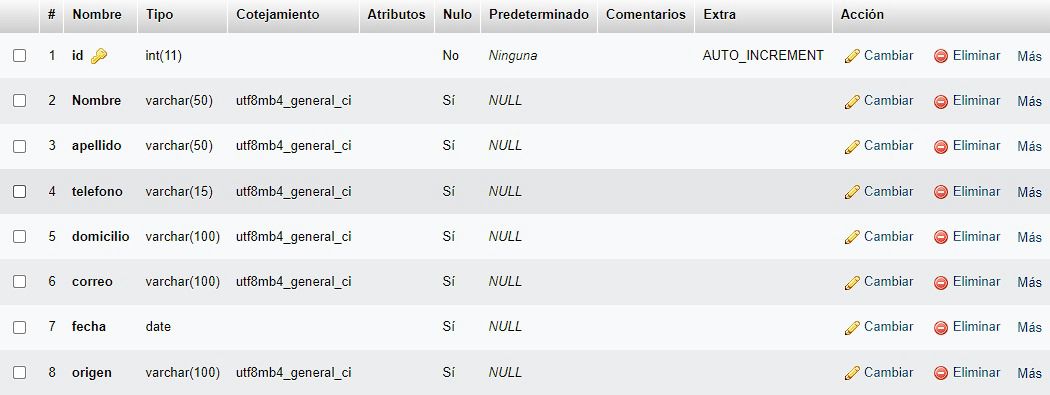 # Nombre Tipo Cotejamiento Atributos Nulo Predeterminado Comentarios Extra Acción
1 id int(11) No Ninguna AUTO_INCREMENT Cambiar Eliminar Más
2 Nombre varchar(50) utf8mb4_general_ci Sí NULL Cambiar Eliminar Más
3 apellido varchar(50) utf8mb4_general_ci Sí NULL Cambiar Eliminar Más
4 telefono varchar(15) utf8mb4_general_ci Sí NULL Cambiar Eliminar Más
5 domicilio varchar(100) utf8mb4_general_ci Sí NULL Cambiar Eliminar Más
6 correo varchar(100) utf8mb4_general_ci Sí NULL Cambiar Eliminar Más
7 fecha date Sí NULL Cambiar Eliminar Más
8 origen varchar(100) utf8mb4_general_ci Sí NULL Cambiar Eliminar Más